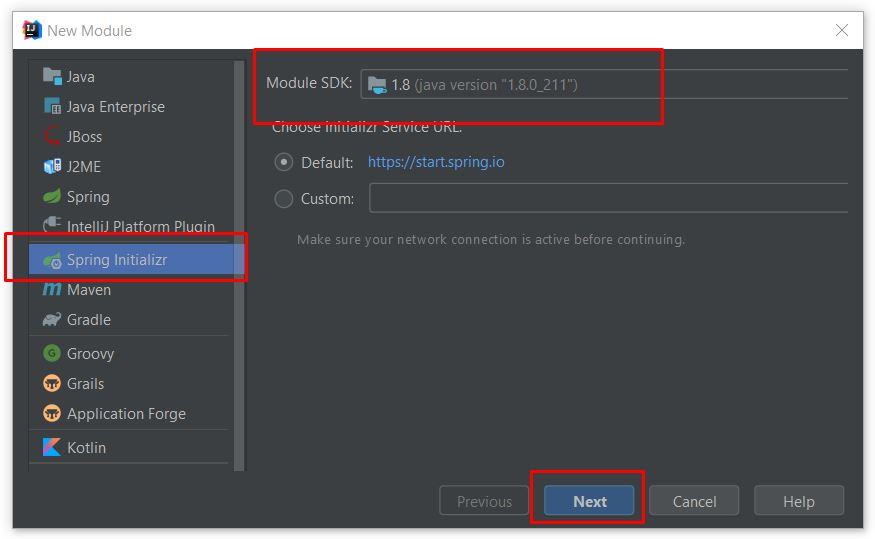 New Module
Java
Java Enterprise
JBoss
J2ME
Spring
IntelliJ Platform Plugin
Spring Initializr
Maven
Gradle
Groovy
Grails
Application Forge
Kotlin
Module SDK: 1.8 (java version "1.8.0_211")
Choose Initializr Service URL.
Default: https://start.spring.io
Custom:
Make sure your network connection is active before continuing.
Previous Next Cancel Help